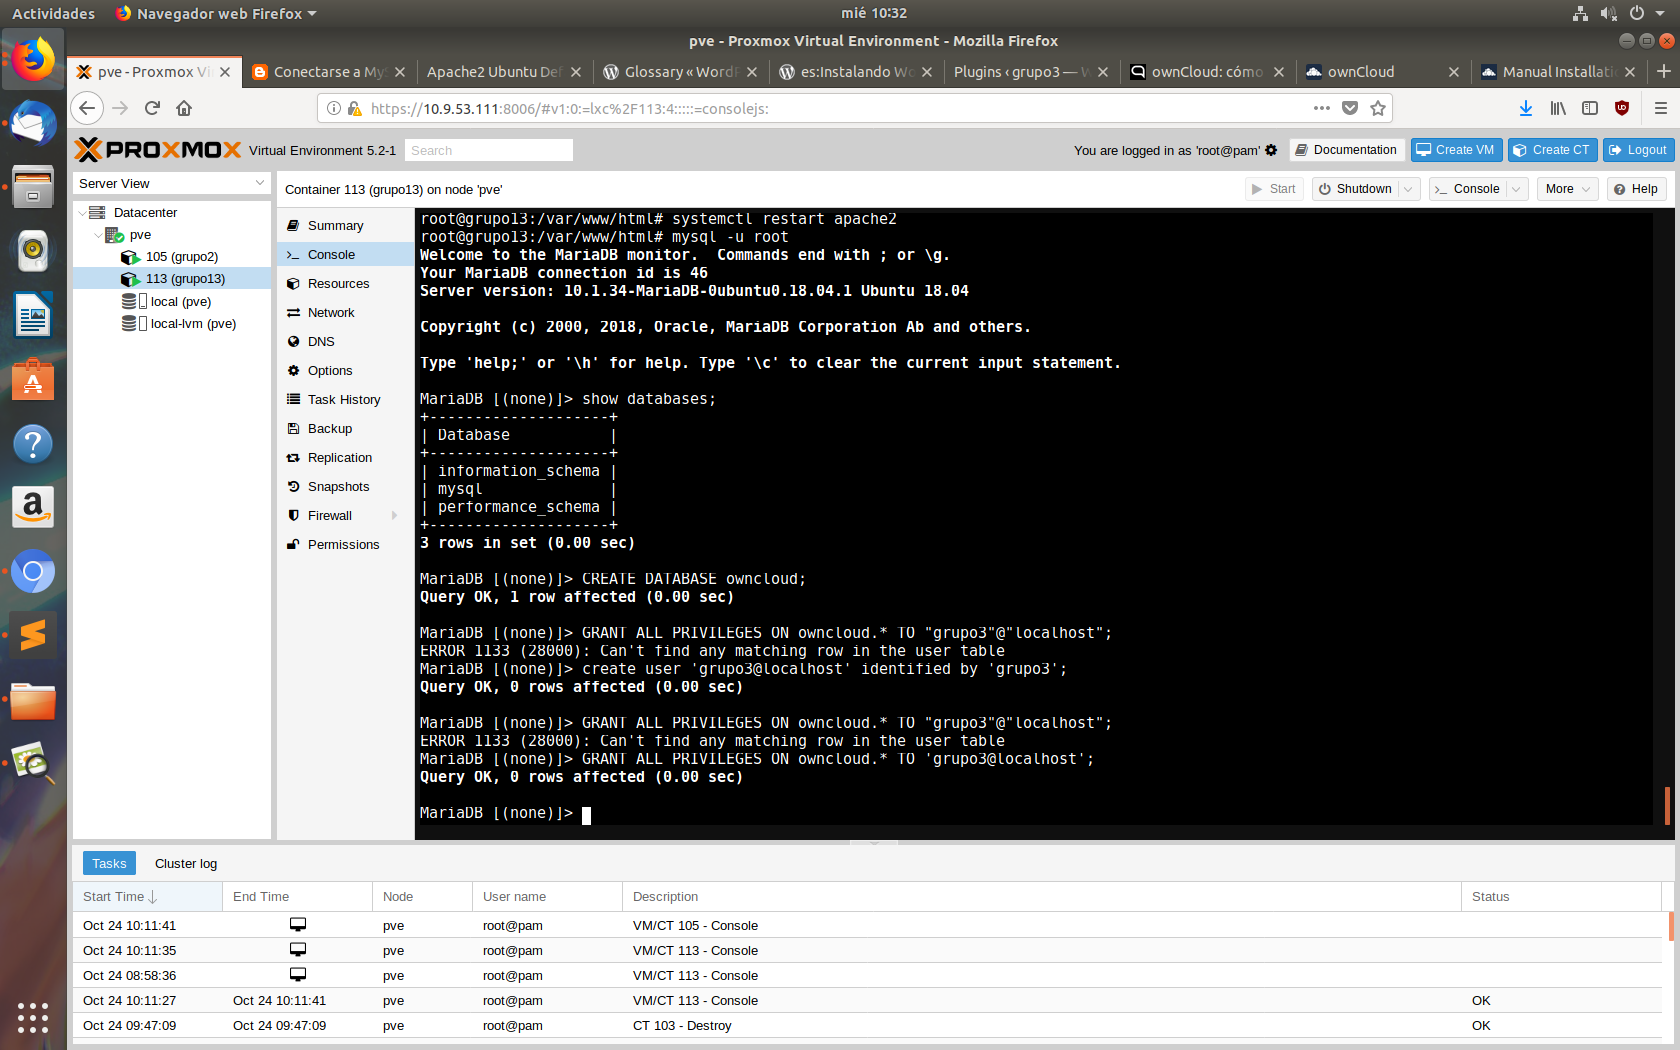 Actividades
Navegador web Firefox
mié 10:32
pve - Proxmox Virtual Environment - Mozilla Firefox
pve - Proxmox Vi
Conectarse a My
Apache2 Ubuntu Def
Glossary « WordP
es:Instalando Wo
Plugins ‹ grupo3 — W
ownCloud: cómo
ownCloud
Manual Installati
https://10.9.53.111:8006/#v1:0:=lxc%2F113:4:::::=consolejs:
PROXMOX
Virtual Environment 5.2-1
Search
You are logged in as 'root@pam'
Documentation
Create VM
Create CT
Logout
Server View
Container 113 (grupo13) on node 'pve'
Start
Shutdown
Console
More
Help
Datacenter
pve
105 (grupo2)
113 (grupo13)
local (pve)
local-lvm (pve)
Summary
Console
Resources
Network
DNS
Options
Task History
Backup
Replication
Snapshots
Firewall
Permissions
root@grupo13:/var/www/html# systemctl restart apache2
root@grupo13:/var/www/html# mysql -u root
Welcome to the MariaDB monitor.  Commands end with ; or \g.
Your MariaDB connection id is 46
Server version: 10.1.34-MariaDB-0ubuntu0.18.04.1 Ubuntu 18.04
Copyright (c) 2000, 2018, Oracle, MariaDB Corporation Ab and others.
Type 'help;' or '\h' for help. Type '\c' to clear the current input statement.
MariaDB [(none)]> show databases;
+--------------------+
| Database           |
+--------------------+
| information_schema |
| mysql              |
| performance_schema |
+--------------------+
3 rows in set (0.00 sec)
MariaDB [(none)]> CREATE DATABASE owncloud;
Query OK, 1 row affected (0.00 sec)
MariaDB [(none)]> GRANT ALL PRIVILEGES ON owncloud.* TO "grupo3"@"localhost";
ERROR 1133 (28000): Can't find any matching row in the user table
MariaDB [(none)]> create user 'grupo3@localhost' identified by 'grupo3';
Query OK, 0 rows affected (0.00 sec)
MariaDB [(none)]> GRANT ALL PRIVILEGES ON owncloud.* TO "grupo3"@"localhost";
ERROR 1133 (28000): Can't find any matching row in the user table
MariaDB [(none)]> GRANT ALL PRIVILEGES ON owncloud.* TO 'grupo3@localhost';
Query OK, 0 rows affected (0.00 sec)
MariaDB [(none)]>
Tasks
Cluster log
Start Time
End Time
Node
User name
Description
Status
Oct 24 10:11:41 pve root@pam VM/CT 105 - Console
Oct 24 10:11:35 pve root@pam VM/CT 113 - Console
Oct 24 08:58:36 pve root@pam VM/CT 113 - Console
Oct 24 10:11:27 Oct 24 10:11:41 pve root@pam VM/CT 113 - Console OK
Oct 24 09:47:09 Oct 24 09:47:09 pve root@pam CT 103 - Destroy OK